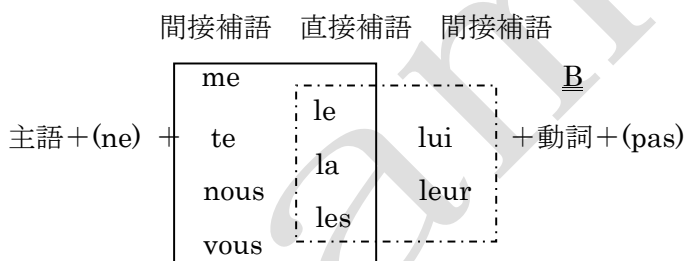 間接補語 直接補語 間接補語
me B
le
主語＋(ne) ＋ te lui ＋動詞＋(pas)
la
nous leur
les
vous